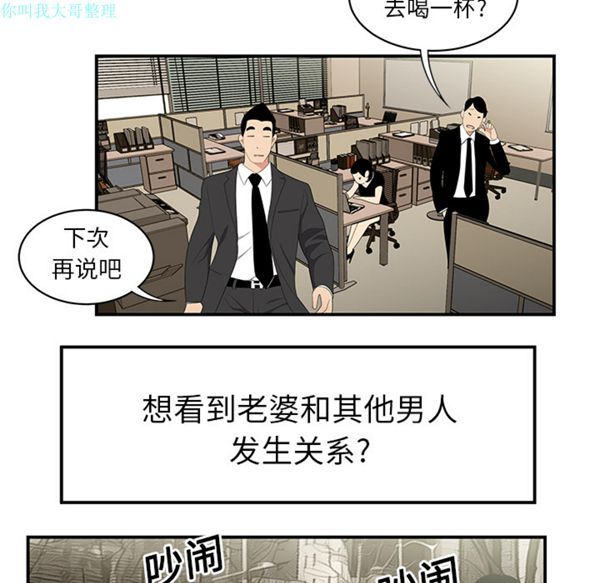 你叫我大哥整理
去喝一杯?
下次
再说吧
想看到老婆和其他男人
发生关系?
吵闹
吵闹